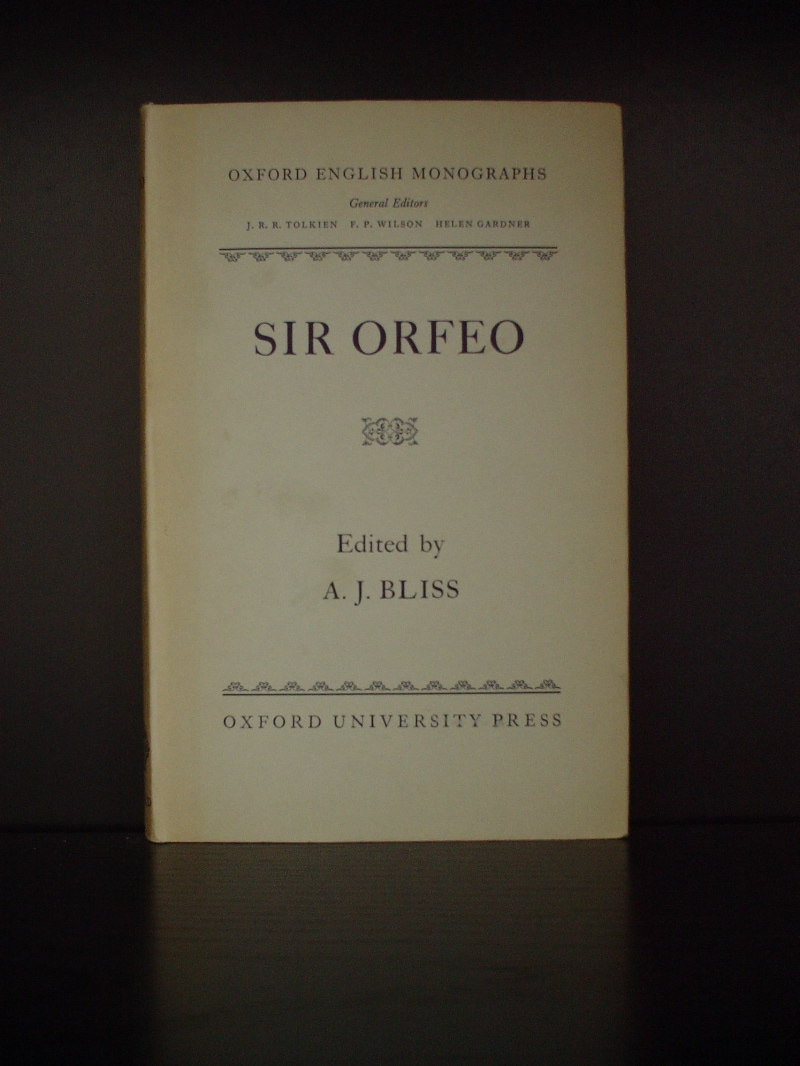 OXFORD ENGLISH MONOGRAPHS
General Editors
J. R. R. TOLKIEN F. P. WILSON HELEN GARDNER
SIR ORFEO
Edited by
A. J. BLISS
OXFORD UNIVERSITY PRESS